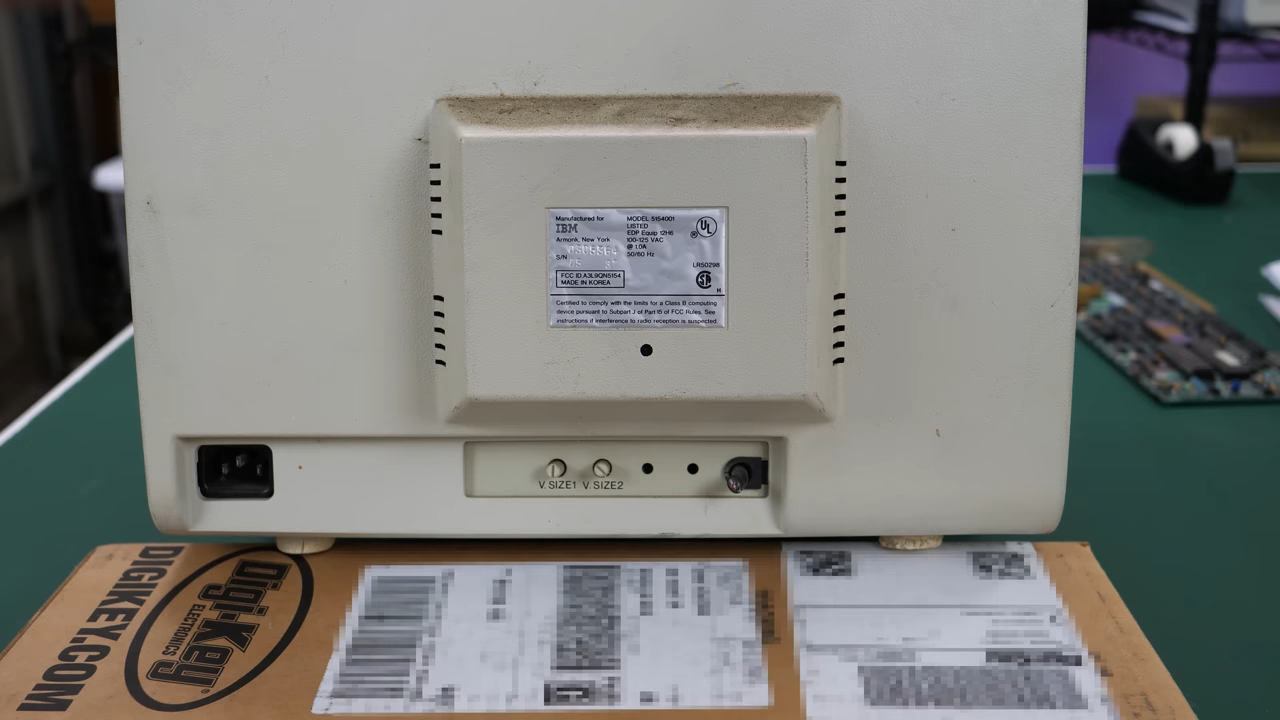 Manufactured for
IBM
Armonk, New York
S/N
FCC ID.A3L9QN5154
MADE IN KOREA
MODEL 5154001
LISTED
EDP Equip 12H6
100-125 VAC
@ 1.0A
50/60 Hz
UL
®
LR50298
H
Certified to comply with the limits for a Class B computing
device pursuant to Subpart J of Part 15 of FCC Rules. See
instructions if interference to radio reception is suspected.
V. SIZE1 V. SIZE2
DIGIKEY.COM
Digi-Key
ELECTRONICS
®